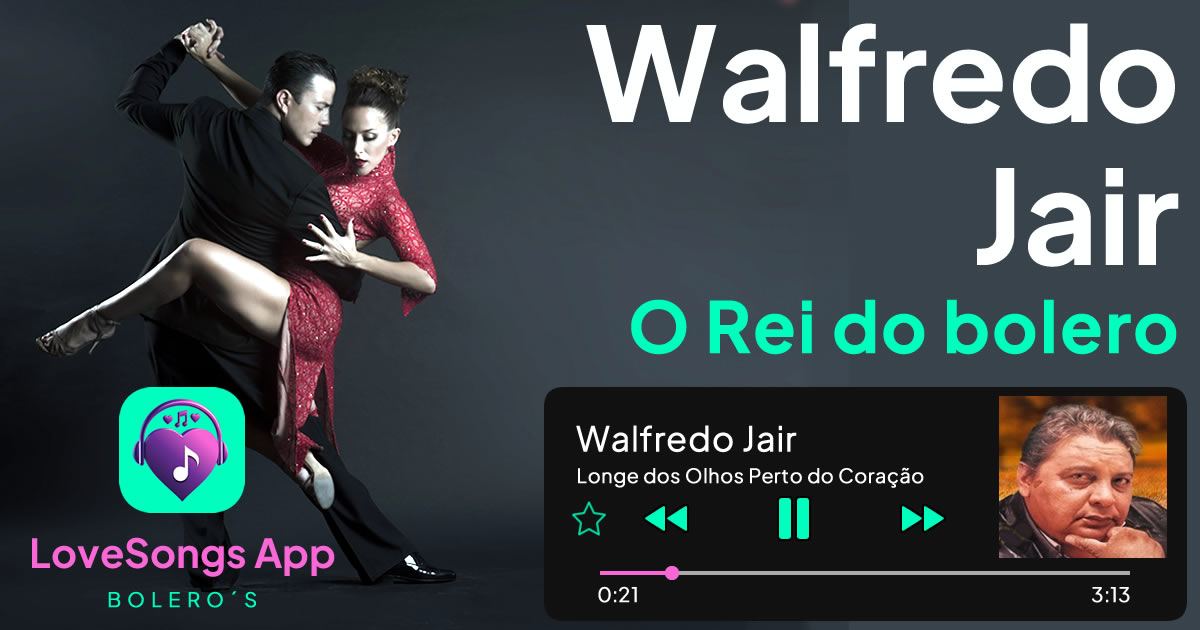 Walfredo
Jair
O Rei do bolero
Walfredo Jair
Longe dos Olhos Perto do Coração
0:21
3:13
LoveSongs App
BOLERO´S